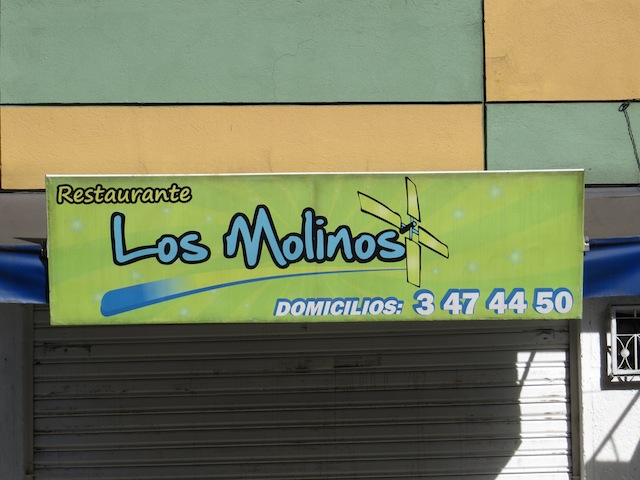 Restaurante
Los Molinos
DOMICILIOS: 3 47 44 50